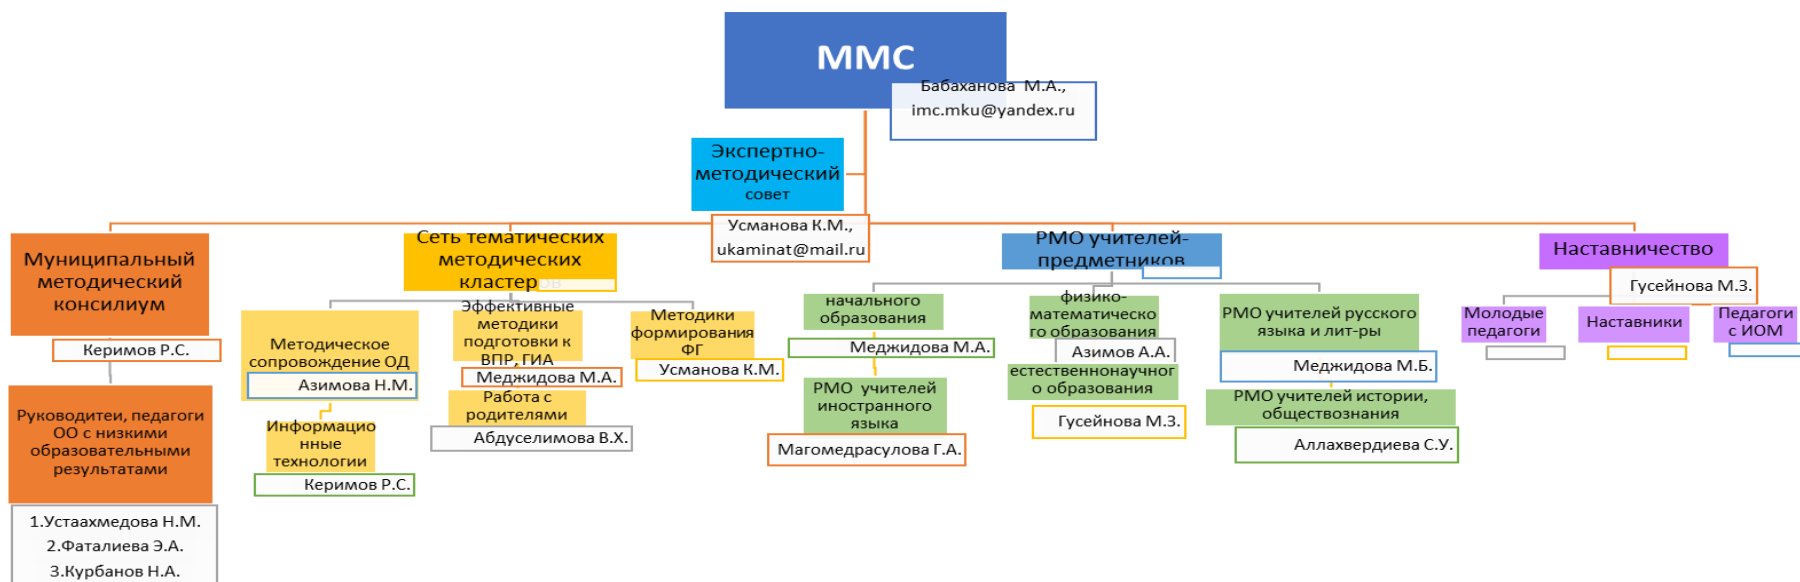 ММС
Бабаханова М.А.,
imc.mku@yandex.ru
Экспертно-
методический
совет
Усманова К.М.,
ukaminat@mail.ru
Муниципальный
методический
консилиум
Керимов Р.С.
Руководитеи, педагоги
ОО с низкими
образовательными
результатами
1.Устаахмедова Н.М.
2.Фаталиева Э.А.
3.Курбанов Н.А.
Сеть тематических
методических
кластеров
Методическое
сопровождение ОД
Азимова Н.М.
Информацио
нные
технологии
Керимов Р.С.
Эффективные
методики
подготовки к
ВПР, ГИА
Меджидова М.А.
Работа с
родителями
Абдуселимова В.Х.
Методики
формирования
ФГ
Усманова К.М.
РМО учителей-
предметников
начального
образования
Меджидова М.А.
РМО учителей
иностранного
языка
Магомедрасулова Г.А.
физико-
математическо
го образования
Азимов А.А.
естественнонаучног
о образования
Гусейнова М.З.
РМО учителей русского
языка и лит-ры
Меджидова М.Б.
РМО учителей истории,
обществознания
Аллахвердиева С.У.
Наставничество
Гусейнова М.З.
Молодые
педагоги
Наставники
Педагоги
с ИОМ